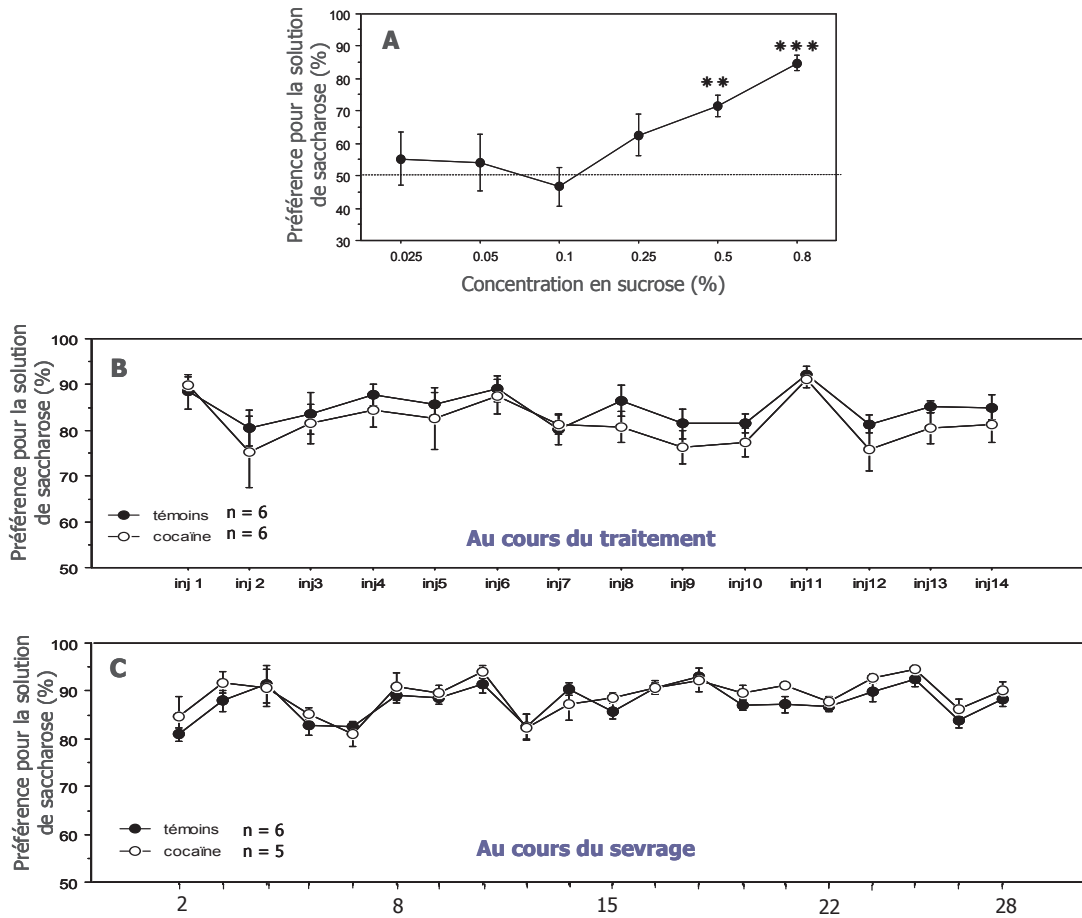 A
Préférence pour la solution
de saccharose (%)
100
90
80
70
60
50
40
30
** 
***
0.025 0.05 0.1 0.25 0.5 0.8
Concentration en sucrose (%)
B
Préférence pour la solution
de saccharose (%)
100
90
80
70
60
50
témoins n = 6
cocaïne n = 6
Au cours du traitement
inj 1 inj 2 inj3 inj4 inj5 inj6 inj7 inj8 inj9 inj10 inj11 inj12 inj13 inj14
C
Préférence pour la solution
de saccharose (%)
100
90
80
70
60
50
témoins n = 6
cocaïne n = 5
Au cours du sevrage
2 8 15 22 28